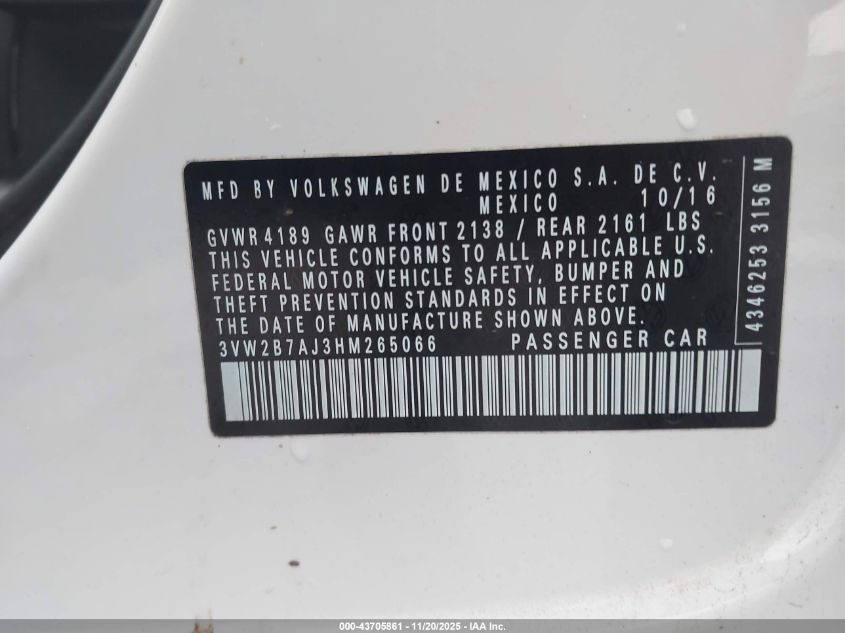 MFD BY VOLKSWAGEN DE MEXICO S.A. DE C.V.
MEXICO 10/16
GVWR 4189 GAWR FRONT 2138 / REAR 2161 LBS
THIS VEHICLE CONFORMS TO ALL APPLICABLE U.S.
FEDERAL MOTOR VEHICLE SAFETY, BUMPER AND
THEFT PREVENTION STANDARDS IN EFFECT ON
THE DATE OF MANUFACTURE SHOWN ABOVE.
3VW2B7AJ3HM265066 PASSENGER CAR
4346253 3156 M
000-43705861 - 11/20/2025 - IAA Inc.